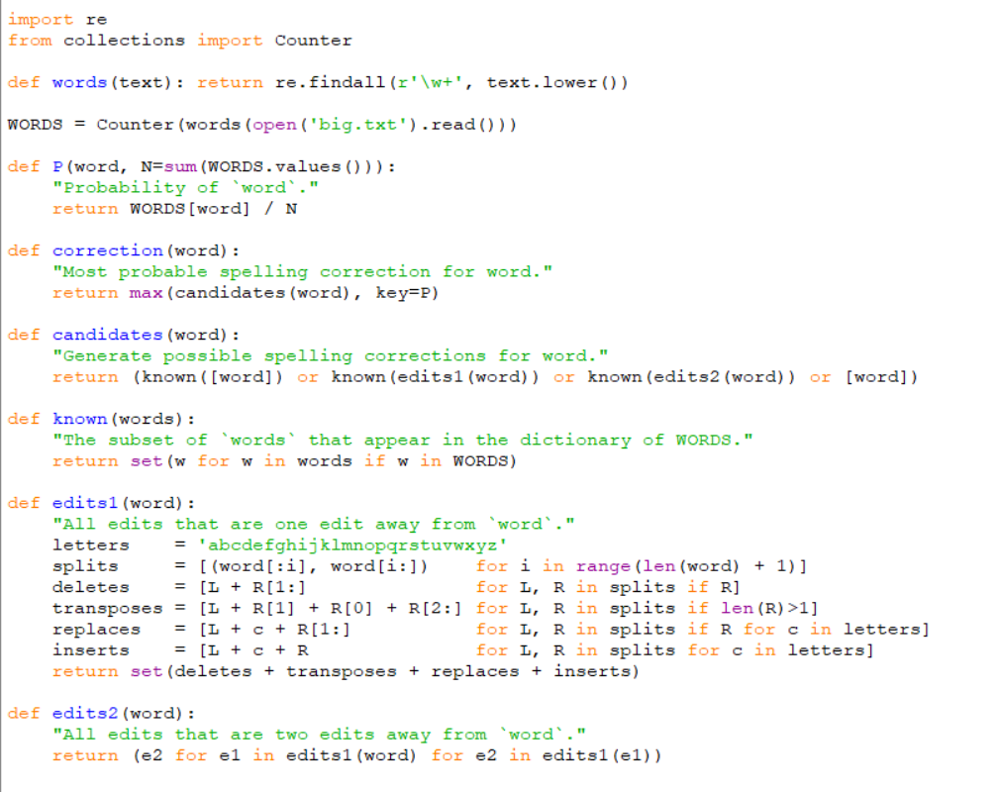 import re
from collections import Counter

def words(text): return re.findall(r'\w+', text.lower())

WORDS = Counter(words(open('big.txt').read()))

def P(word, N=sum(WORDS.values())):
    "Probability of `word`."
    return WORDS[word] / N

def correction(word):
    "Most probable spelling correction for word."
    return max(candidates(word), key=P)

def candidates(word):
    "Generate possible spelling corrections for word."
    return (known([word]) or known(edits1(word)) or known(edits2(word)) or [word])

def known(words):
    "The subset of `words` that appear in the dictionary of WORDS."
    return set(w for w in words if w in WORDS)

def edits1(word):
    "All edits that are one edit away from `word`."
    letters    = 'abcdefghijklmnopqrstuvwxyz'
    splits     = [(word[:i], word[i:])    for i in range(len(word) + 1)]
    deletes    = [L + R[1:]               for L, R in splits if R]
    transposes = [L + R[1] + R[0] + R[2:] for L, R in splits if len(R)>1]
    replaces   = [L + c + R[1:]           for L, R in splits if R for c in letters]
    inserts    = [L + c + R               for L, R in splits for c in letters]
    return set(deletes + transposes + replaces + inserts)

def edits2(word):
    "All edits that are two edits away from `word`."
    return (e2 for e1 in edits1(word) for e2 in edits1(e1))